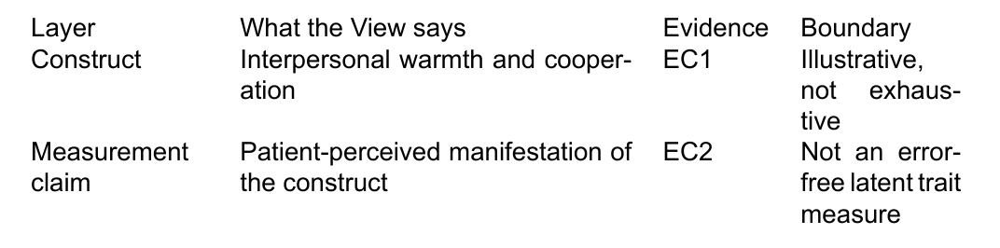 Layer What the View says Evidence Boundary
Construct Interpersonal warmth and cooper- EC1 Illustrative,
ation not exhaus-
tive
Measurement Patient-perceived manifestation of EC2 Not an error-
claim the construct free latent trait
measure